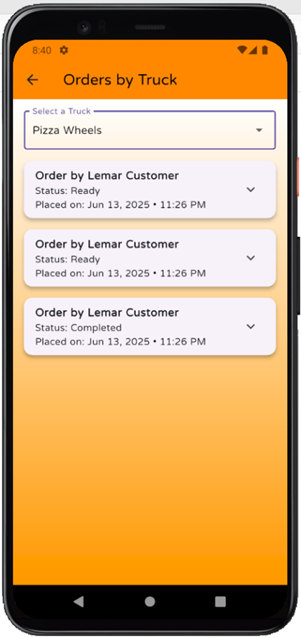 8:40
Orders by Truck
Select a Truck
Pizza Wheels
Order by Lemar Customer
Status: Ready
Placed on: Jun 13, 2025 • 11:26 PM
Order by Lemar Customer
Status: Ready
Placed on: Jun 13, 2025 • 11:26 PM
Order by Lemar Customer
Status: Completed
Placed on: Jun 13, 2025 • 11:26 PM